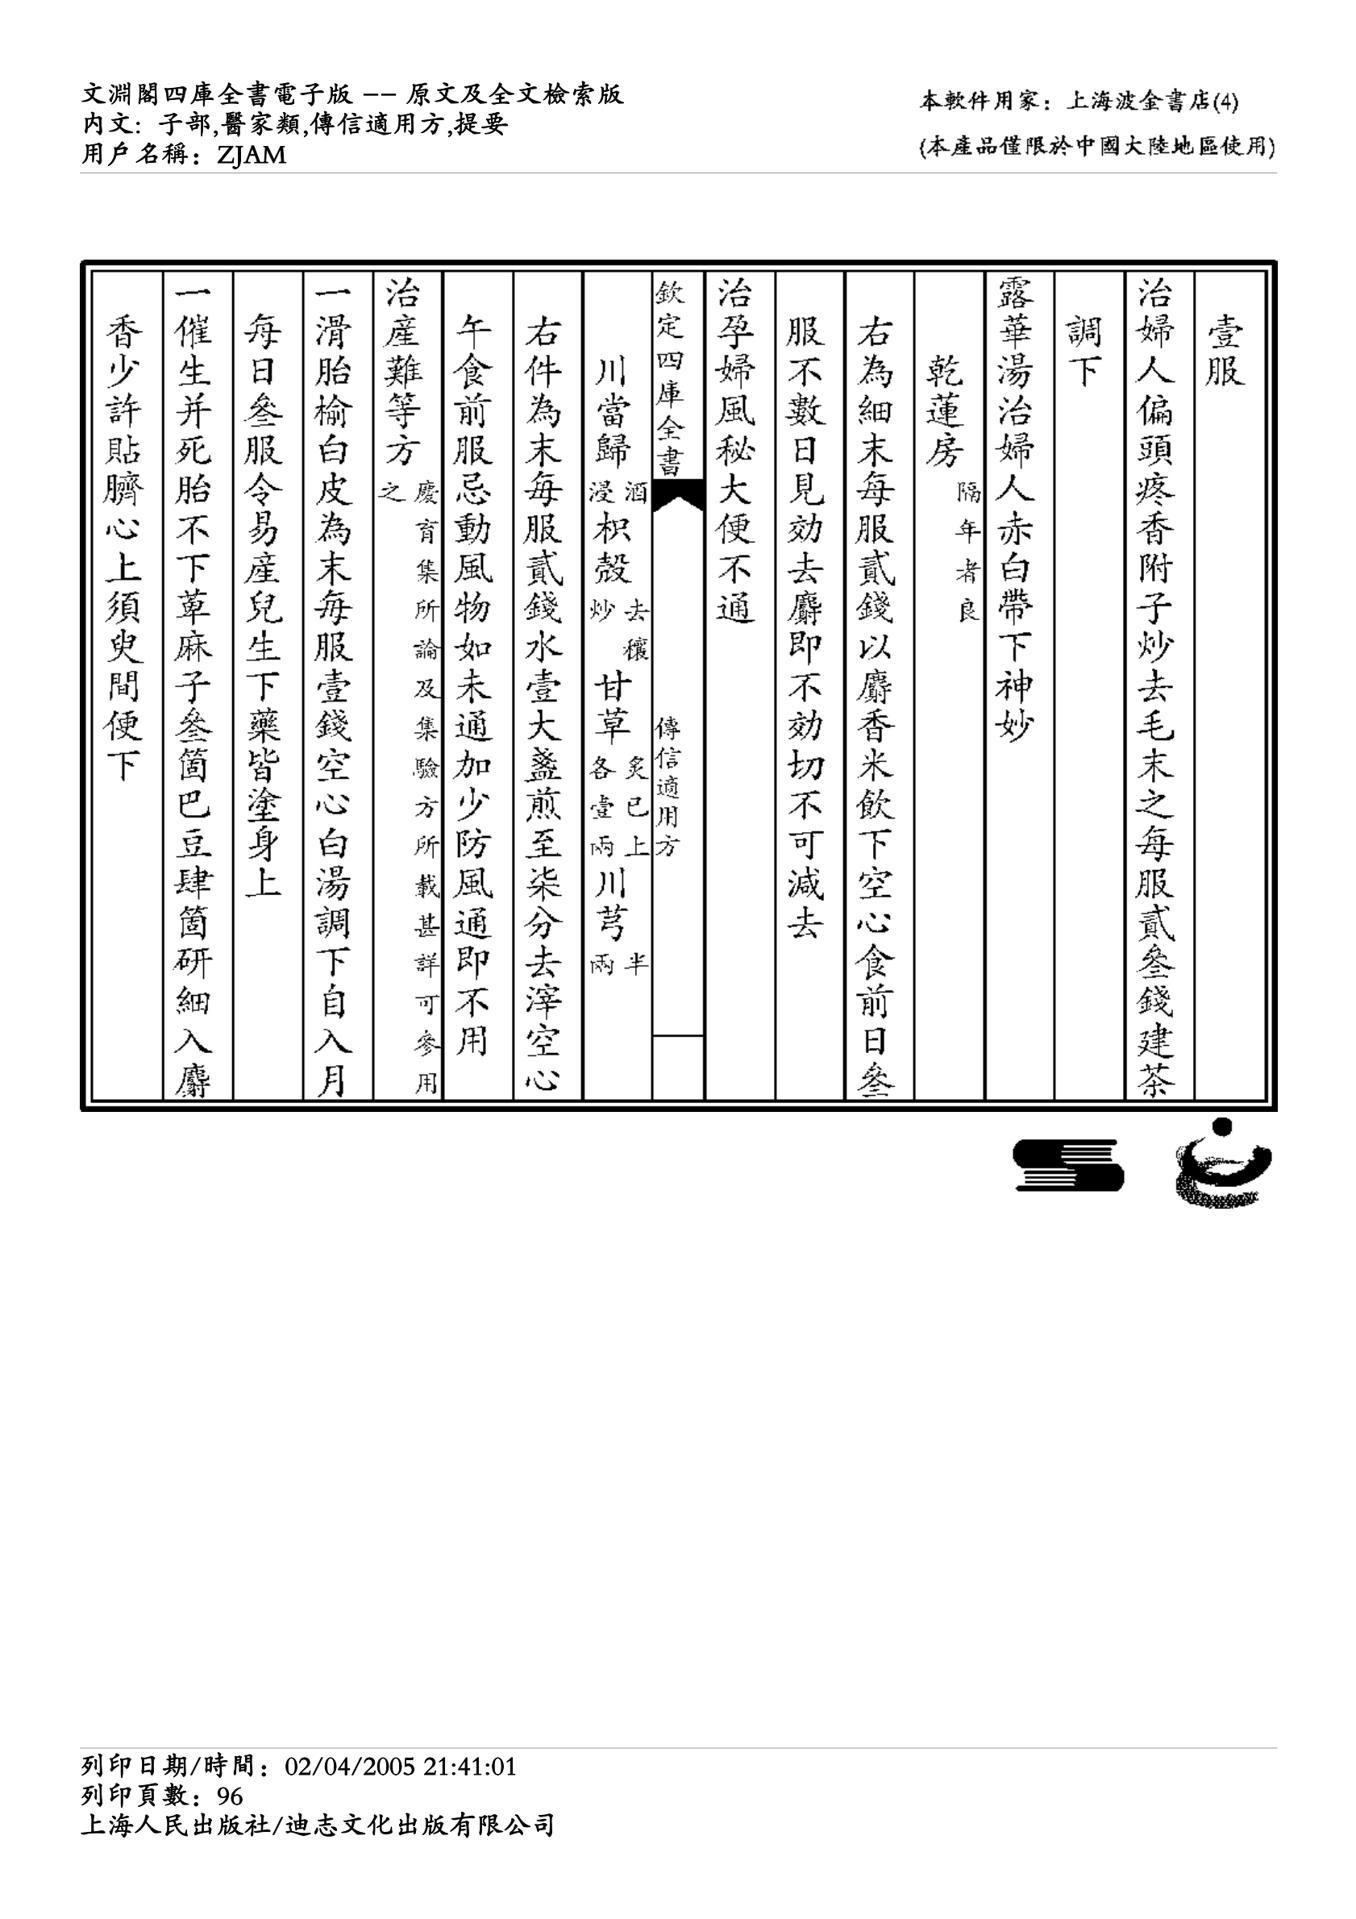 文淵閣四庫全書電子版 —— 原文及全文檢索版
内文：子部,醫家類,傳信適用方,提要
用戶名稱：ZJAM
本軟件用家：上海波金書店(4)
(本產品僅限於中國大陸地區使用)
壹服
治婦人偏頭疼香附子炒去毛末之每服貳叄錢建茶
調下
露華湯治婦人赤白帶下神妙
乾蓮房隔年者良
右為細末每服貳錢以麝香米飲下空心食前日叄
服不數日見効去麝即不効切不可減去
治孕婦風秘大便不通
欽定四庫全書
傳信適用方
川當歸酒浸枳殼去穰炒甘草炙已上各壹兩川芎半兩
右件為末每服貳錢水壹大盞煎至柒分去滓空心
午食前服忌動風物如未通加少防風通即不用
治產難等方慶育集所論及集驗方所載甚詳可參用之
一滑胎榆白皮為末每服壹錢空心白湯調下自入月
每日叄服令易產兒生下藥皆塗身上
一催生并死胎不下萆麻子叄箇巴豆肆箇研細入麝
香少許貼臍心上須臾間便下
列印日期/時間：02/04/2005 21:41:01
列印頁數：96
上海人民出版社/迪志文化出版有限公司